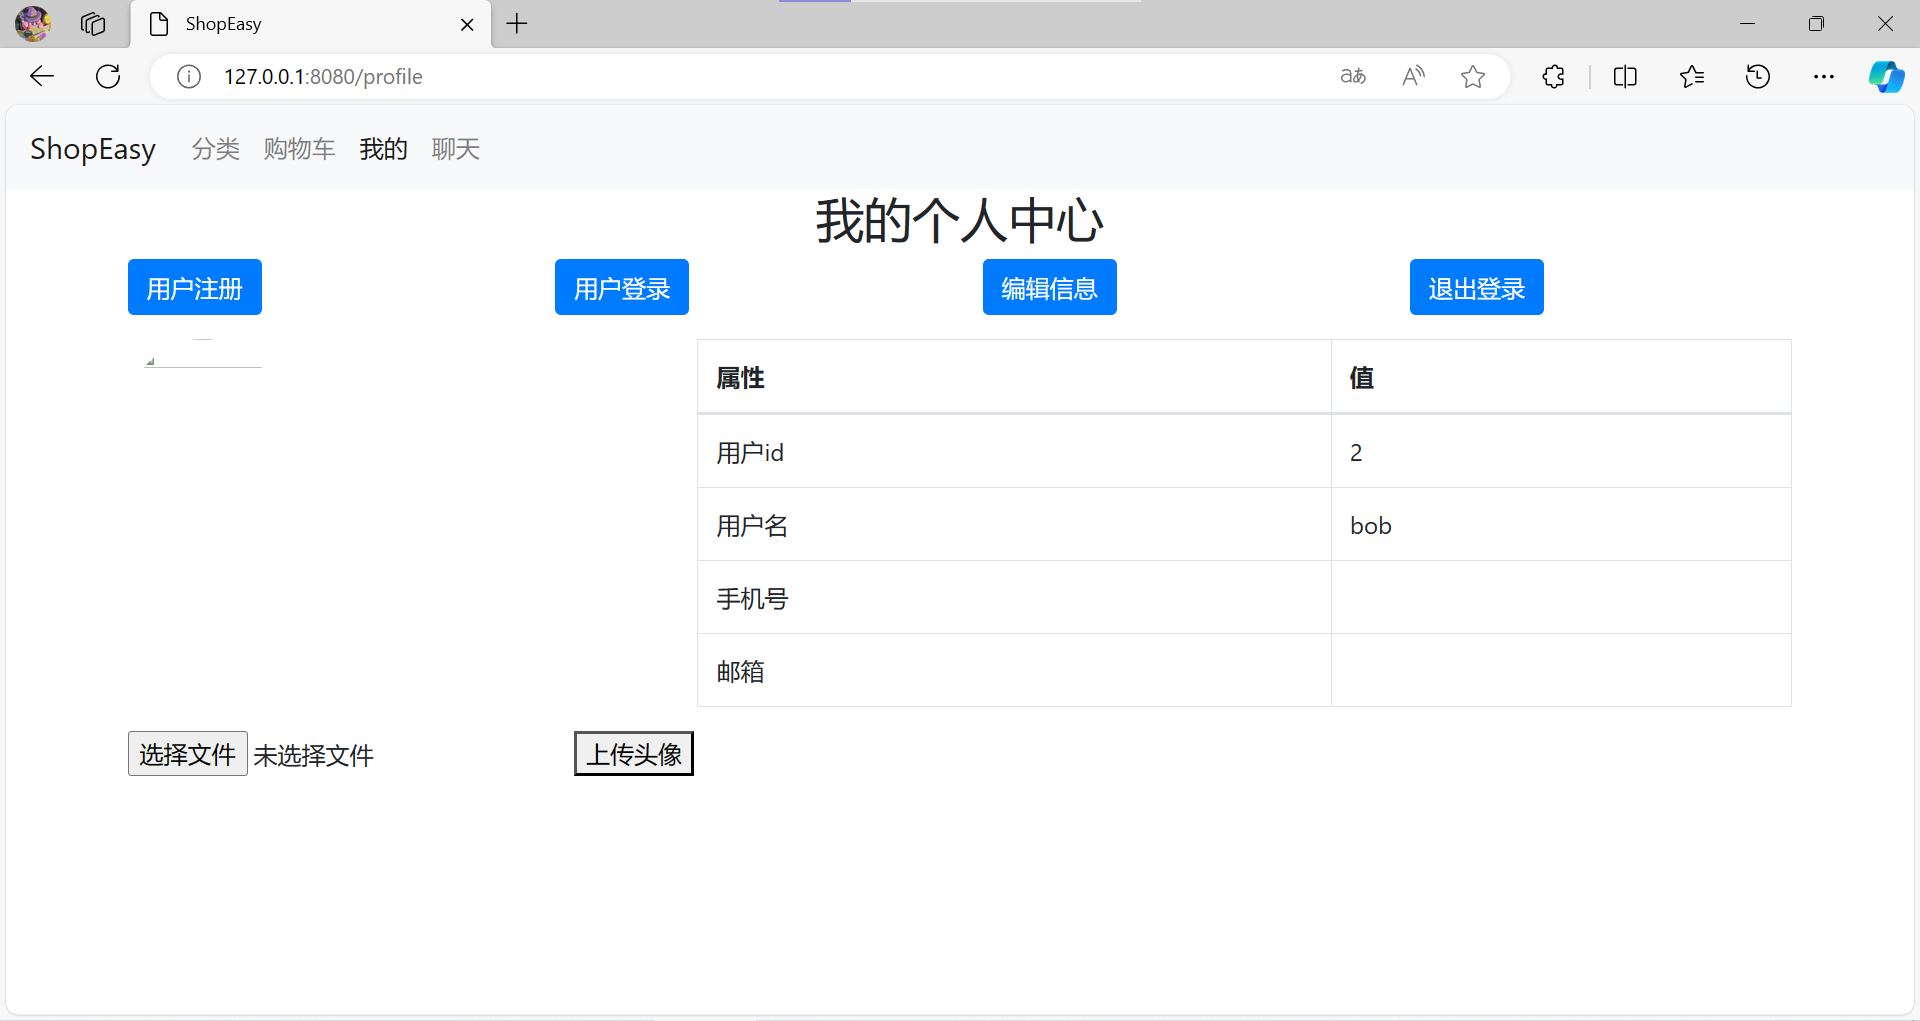 ShopEasy
127.0.0.1:8080/profile
ShopEasy 分类 购物车 我的 聊天
我的个人中心
用户注册 用户登录 编辑信息 退出登录
属性 值
用户id 2
用户名 bob
手机号
邮箱
选择文件 未选择文件 上传头像